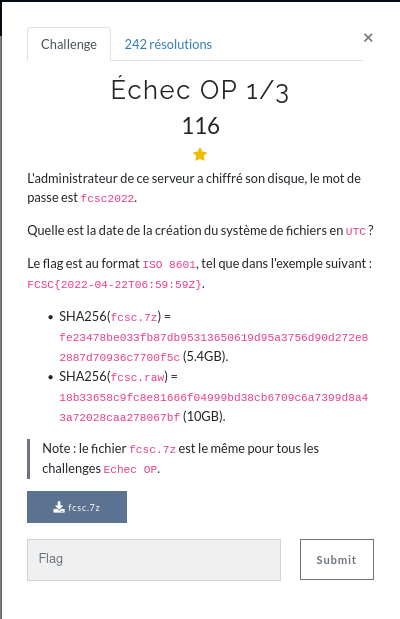 Challenge
242 résolutions
×
Échec OP 1/3
116
L'administrateur de ce serveur a chiffré son disque, le mot de
passe est fcsc2022.
Quelle est la date de la création du système de fichiers en UTC ?
Le flag est au format ISO 8601, tel que dans l'exemple suivant :
FCSC{2022-04-22T06:59:59Z}.
• SHA256(fcsc.7z) =
fe23478be033fb87db95313650619d95a3756d90d272e8
2887d70936c7700f5c (5.4GB).
• SHA256(fcsc.raw) =
18b33658c9fc8e81666f04999bd38cb6709c6a7399d8a4
3a72028caa278067bf (10GB).
Note : le fichier fcsc.7z est le même pour tous les
challenges Echec OP.
fcsc.7z
Flag
Submit